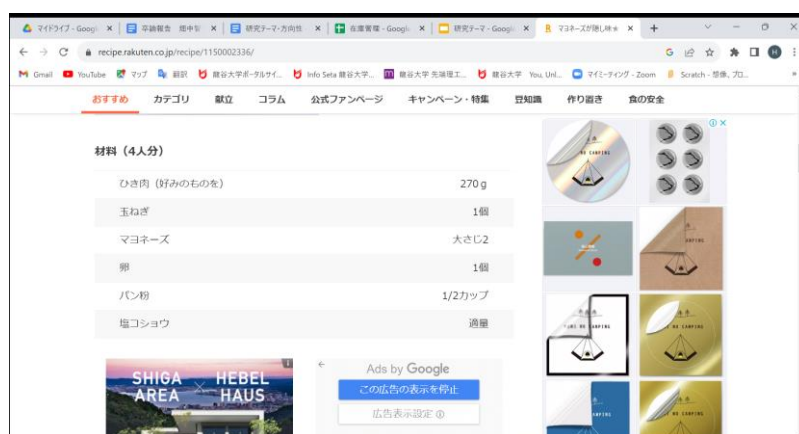 マイドライブ - Googl
卒論報告 畑中
研究テーマ-方向性
在庫管理 - Googl
研究テーマ - Googl
マヨネーズが隠し味★
recipe.rakuten.co.jp/recipe/1150002336/
Gmail YouTube マップ 翻訳 龍谷大学ポータルサイ... Info Seta 龍谷大学... 龍谷大学 先端理工... 龍谷大学 You, Unl... マイミーティング - Zoom Scratch - 想像、プロ...
おすすめ カテゴリ 献立 コラム 公式ファンページ キャンペーン・特集 豆知識 作り置き 食の安全
材料（4人分）
ひき肉（好みのものを） 270 g
玉ねぎ 1個
マヨネーズ 大さじ2
卵 1個
パン粉 1/2カップ
塩コショウ 適量
SHIGA AREA × HEBEL HAUS
Ads by Google
この広告の表示を停止
広告表示設定